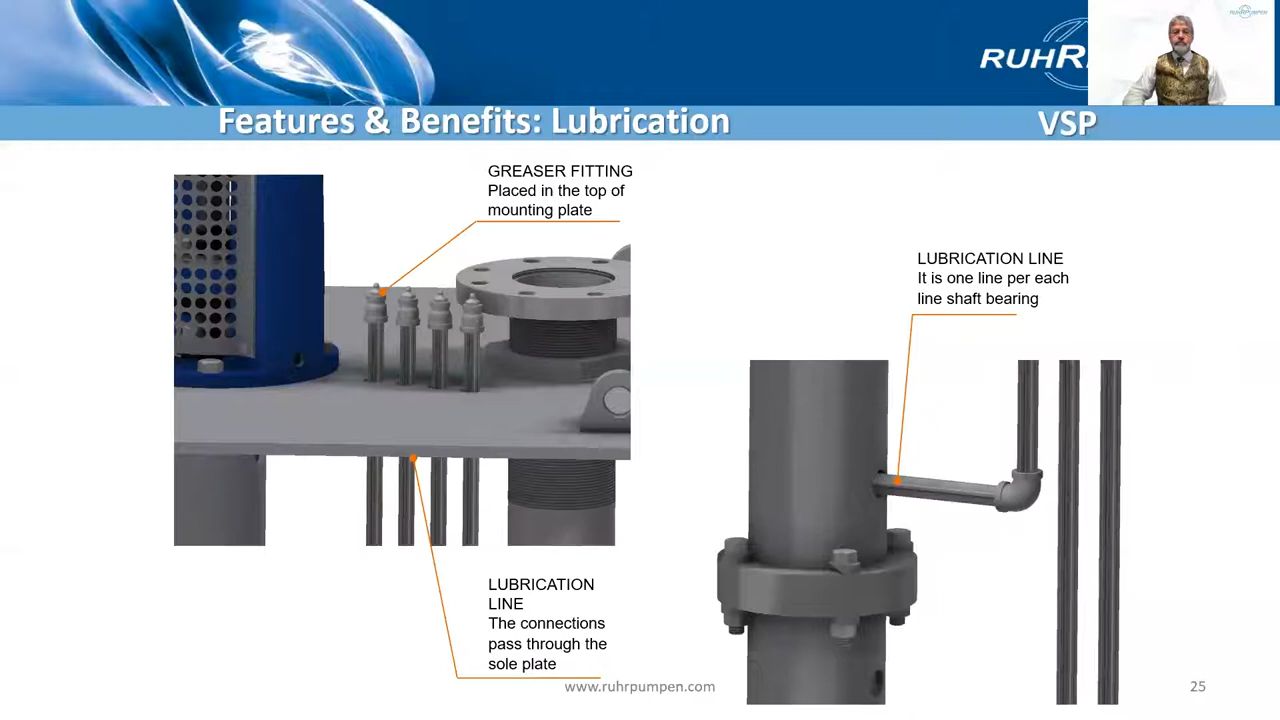 RUHRPUMPEN
RUHR
Features & Benefits: Lubrication
VSP
GREASER FITTING
Placed in the top of
mounting plate
LUBRICATION LINE
It is one line per each
line shaft bearing
LUBRICATION
LINE
The connections
pass through the
sole plate
www.ruhrpumpen.com
25